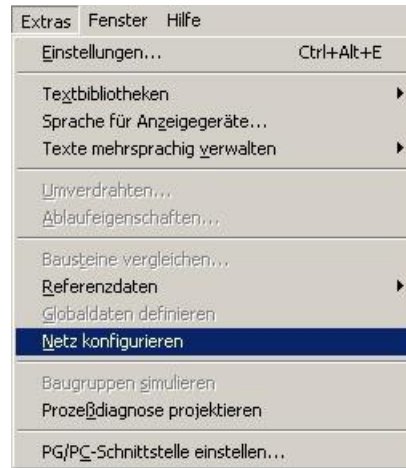 Extras Fenster Hilfe
Einstellungen... Ctrl+Alt+E
Textbibliotheken
Sprache für Anzeigegeräte...
Texte mehrsprachig verwalten
Umverdrahten...
Ablaufeigenschaften...
Bausteine vergleichen...
Referenzdaten
Globaldaten definieren
Netz konfigurieren
Baugruppen simulieren
Prozeßdiagnose projektieren
PG/PC-Schnittstelle einstellen...